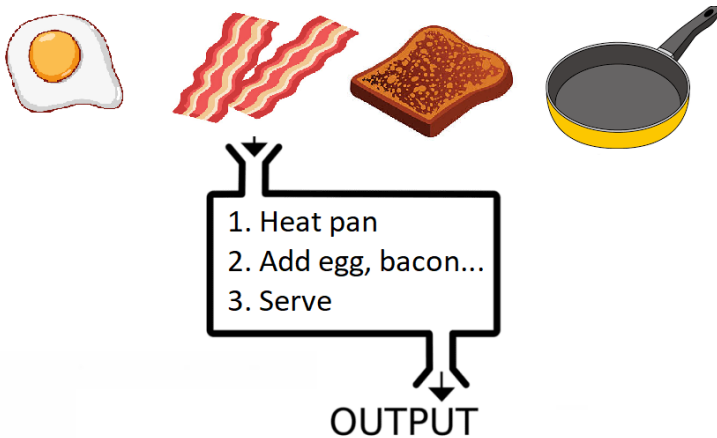 1. Heat pan
2. Add egg, bacon...
3. Serve
OUTPUT